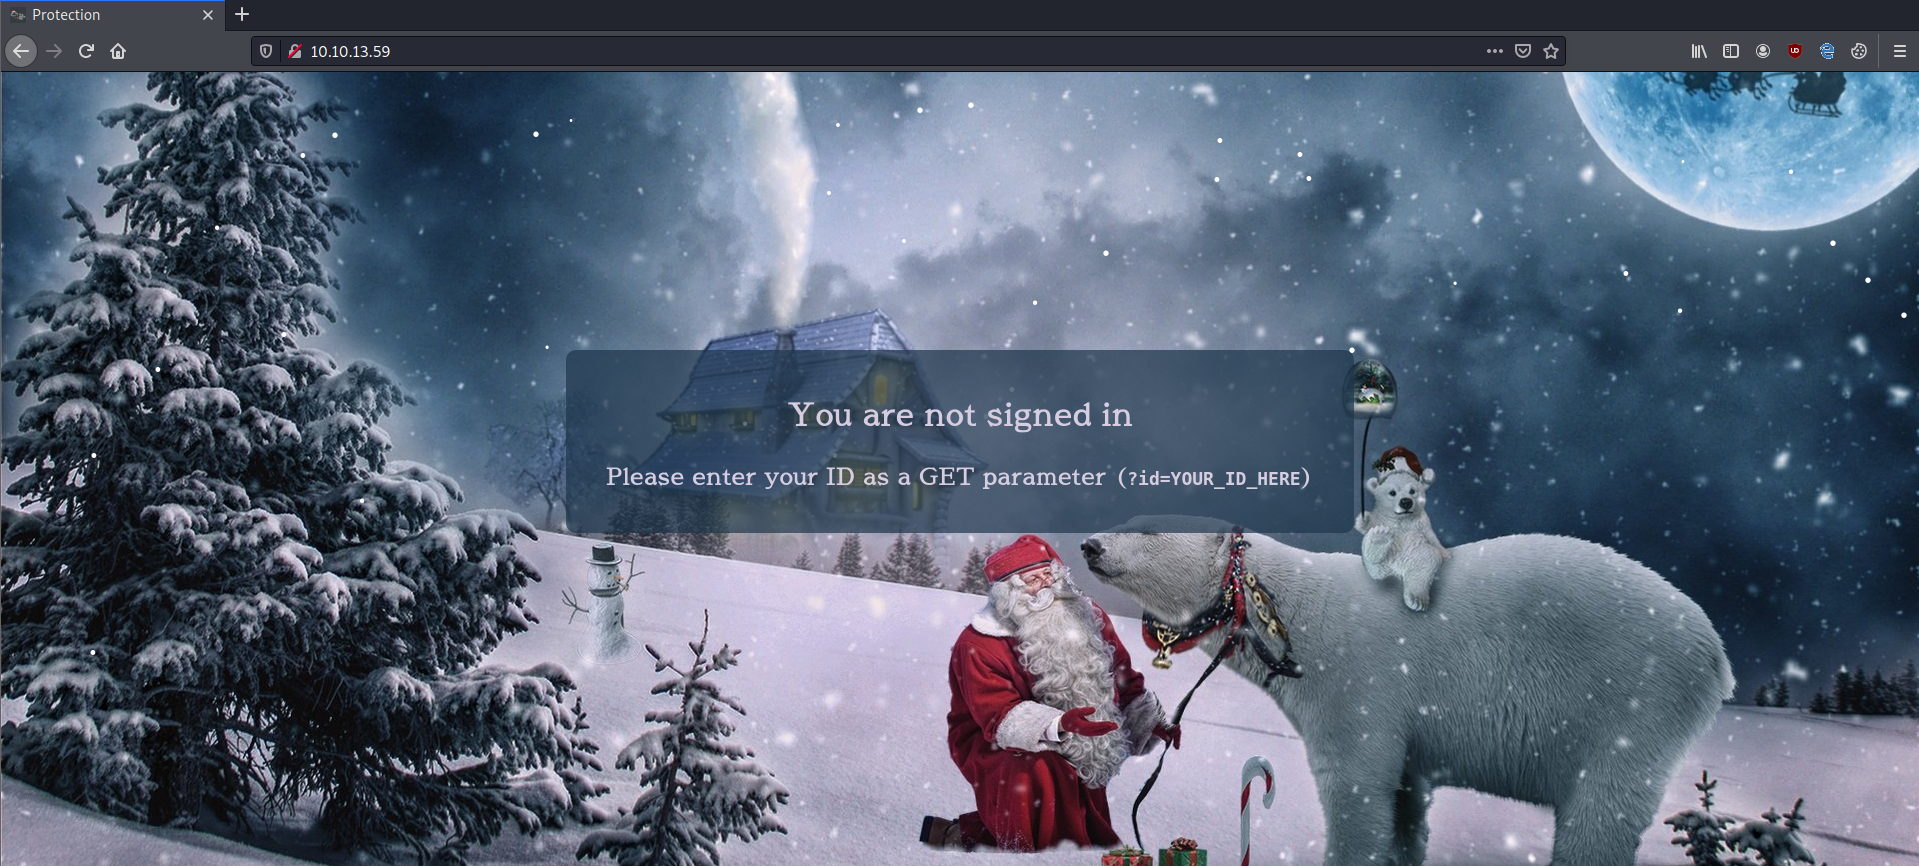 Protection
10.10.13.59
You are not signed in
Please enter your ID as a GET parameter (?id=YOUR_ID_HERE)